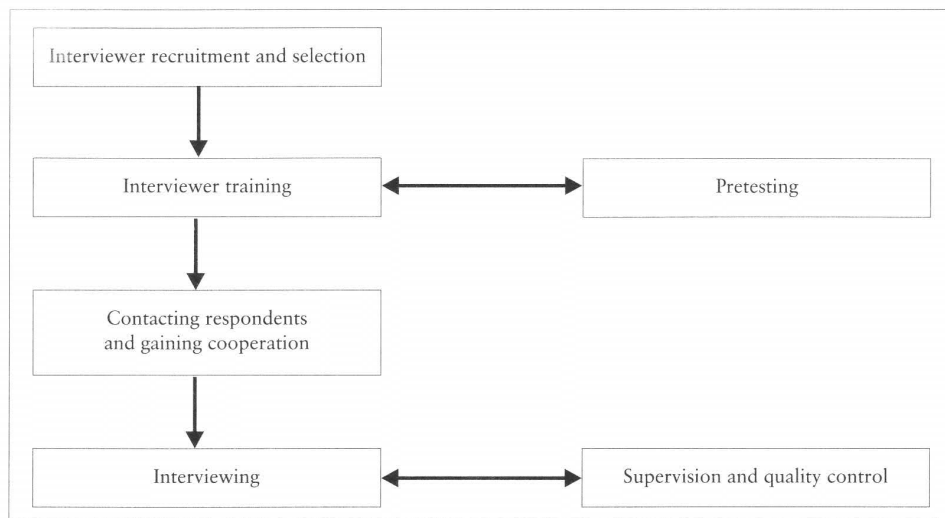 Interviewer recruitment and selection
Interviewer training
Pretesting
Contacting respondents
and gaining cooperation
Interviewing
Supervision and quality control